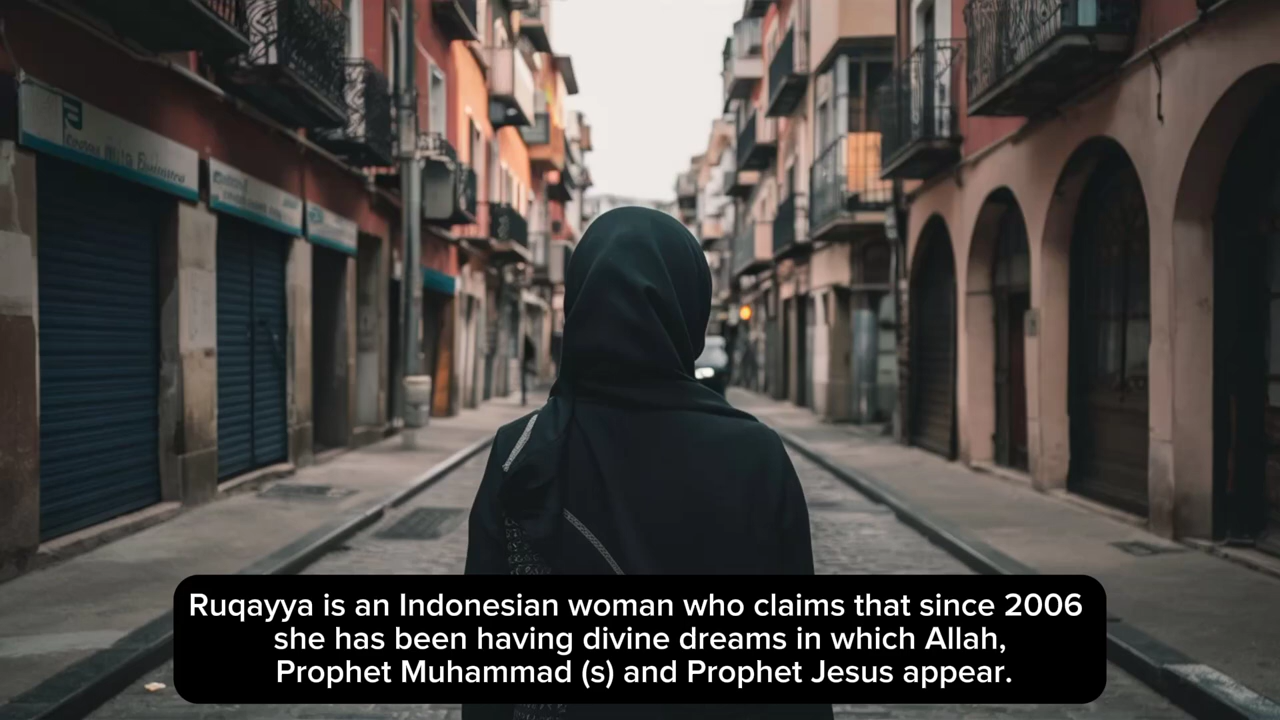 Ruqayya is an Indonesian woman who claims that since 2006
she has been having divine dreams in which Allah,
Prophet Muhammad (s) and Prophet Jesus appear.